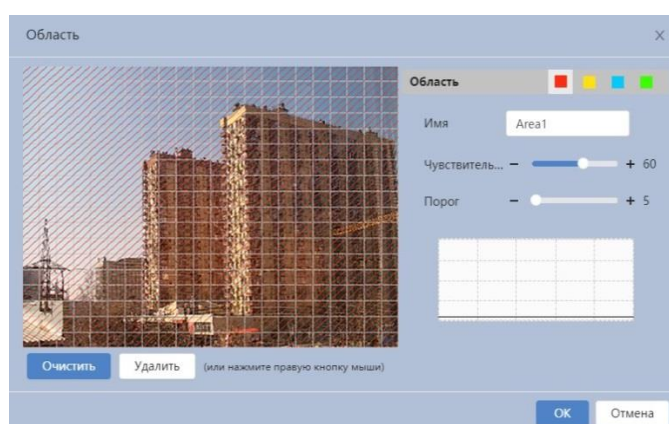 Область
X
Область
Имя
Area1
Чувствитель...
- + 60
Порог
- + 5
Очистить
Удалить
(или нажмите правую кнопку мыши)
OK
Отмена